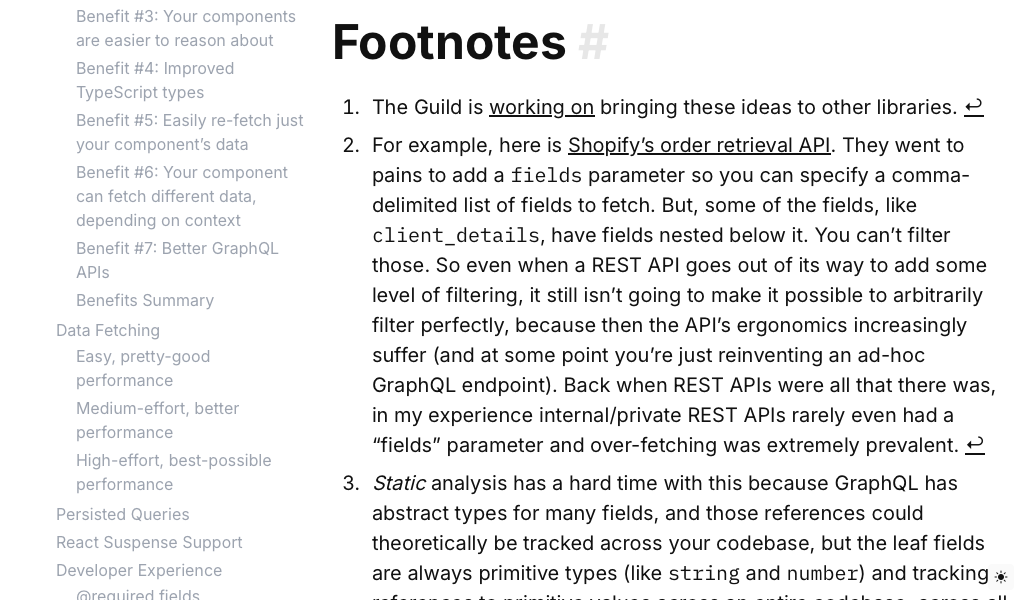 Benefit #3: Your components
are easier to reason about
Benefit #4: Improved
TypeScript types
Benefit #5: Easily re-fetch just
your component’s data
Benefit #6: Your component
can fetch different data,
depending on context
Benefit #7: Better GraphQL
APIs
Benefits Summary
Data Fetching
Easy, pretty-good
performance
Medium-effort, better
performance
High-effort, best-possible
performance
Persisted Queries
React Suspense Support
Developer Experience
@required fields
Footnotes #
1. The Guild is working on bringing these ideas to other libraries. ↩
2. For example, here is Shopify’s order retrieval API. They went to
pains to add a fields parameter so you can specify a comma-
delimited list of fields to fetch. But, some of the fields, like
client_details, have fields nested below it. You can’t filter
those. So even when a REST API goes out of its way to add some
level of filtering, it still isn’t going to make it possible to arbitrarily
filter perfectly, because then the API’s ergonomics increasingly
suffer (and at some point you’re just reinventing an ad-hoc
GraphQL endpoint). Back when REST APIs were all that there was,
in my experience internal/private REST APIs rarely even had a
“fields” parameter and over-fetching was extremely prevalent. ↩
3. Static analysis has a hard time with this because GraphQL has
abstract types for many fields, and those references could
theoretically be tracked across your codebase, but the leaf fields
are always primitive types (like string and number) and tracking
references to primitive values across an entire codebase, across all